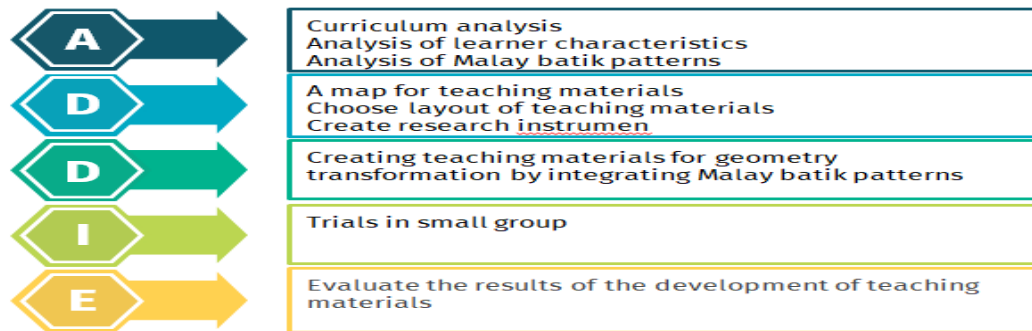 A
Curriculum analysis
Analysis of learner characteristics
Analysis of Malay batik patterns
D
A map for teaching materials
Choose layout of teaching materials
Create research instrumen
D
Creating teaching materials for geometry
transformation by integrating Malay batik patterns
I
Trials in small group
E
Evaluate the results of the development of teaching
materials